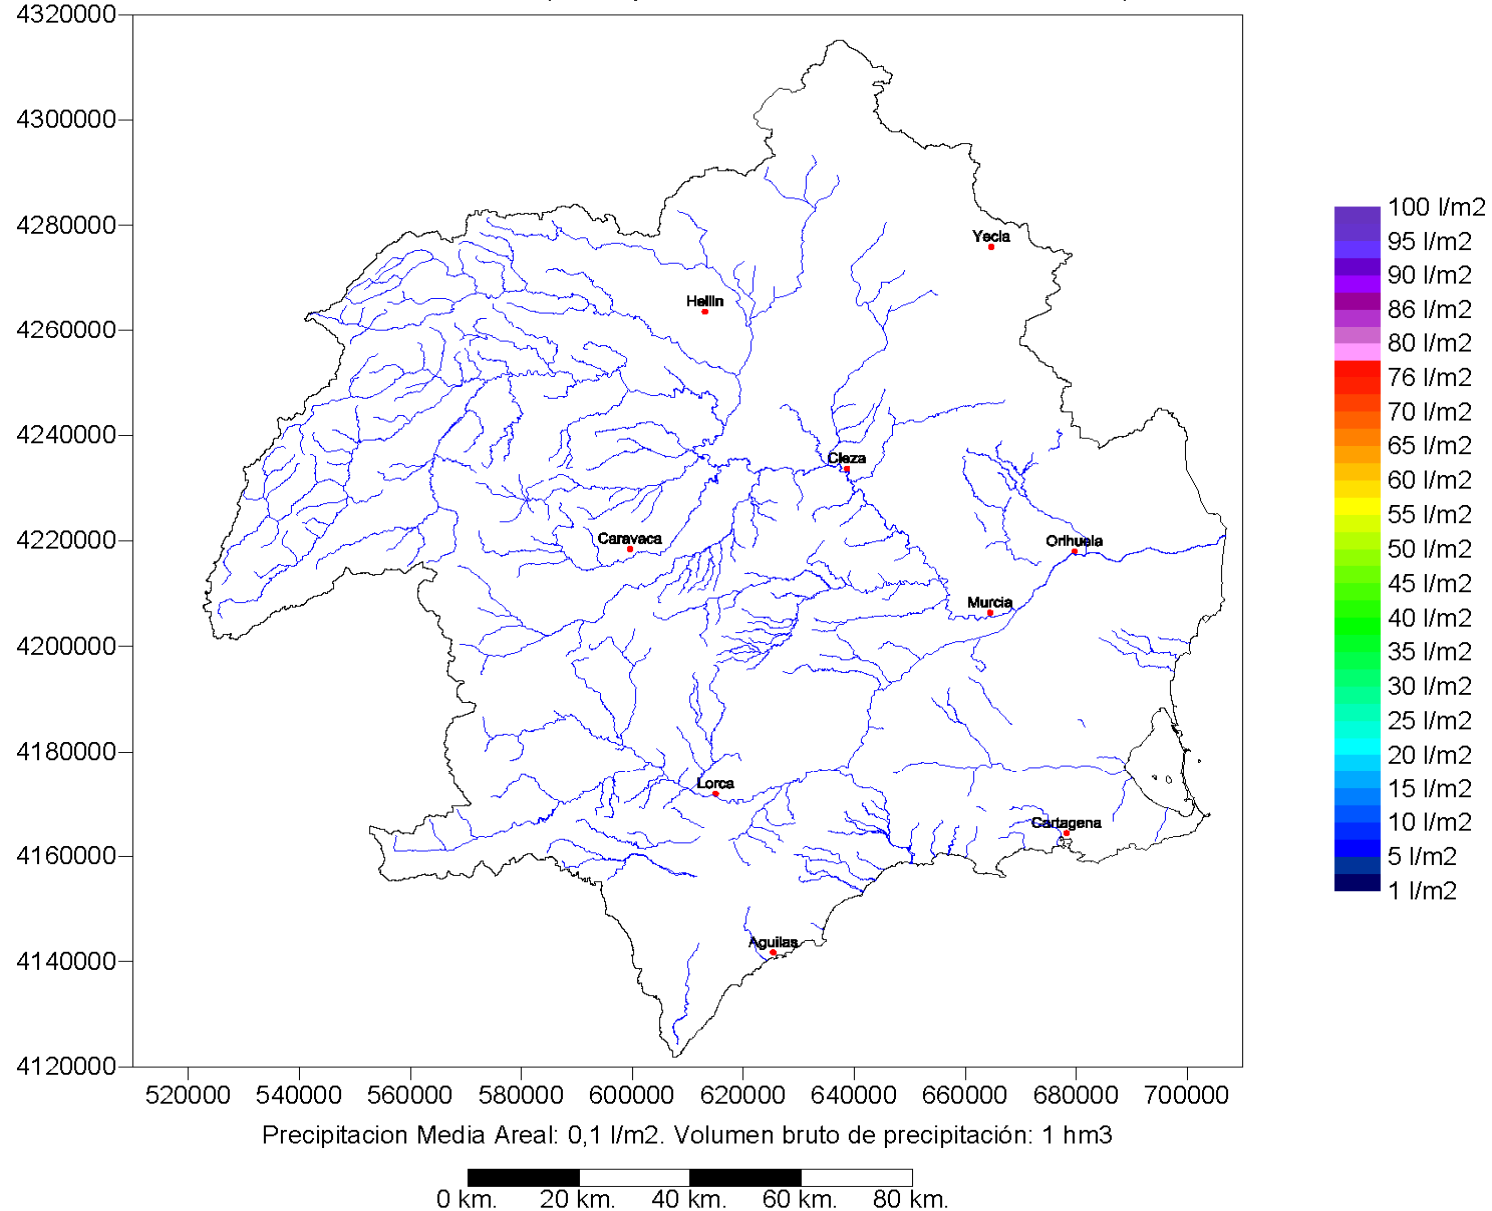 4320000
4300000
4280000
4260000
4240000
4220000
4200000
4180000
4160000
4140000
4120000
520000 540000 560000 580000 600000 620000 640000 660000 680000 700000
Yecla
Hellin
Cieza
Caravaca
Orihuela
Murcia
Lorca
Cartagena
Aguilas
100 l/m2
95 l/m2
90 l/m2
86 l/m2
80 l/m2
76 l/m2
70 l/m2
65 l/m2
60 l/m2
55 l/m2
50 l/m2
45 l/m2
40 l/m2
35 l/m2
30 l/m2
25 l/m2
20 l/m2
15 l/m2
10 l/m2
5 l/m2
1 l/m2
Precipitacion Media Areal: 0,1 l/m2. Volumen bruto de precipitación: 1 hm3
0 km. 20 km. 40 km. 60 km. 80 km.